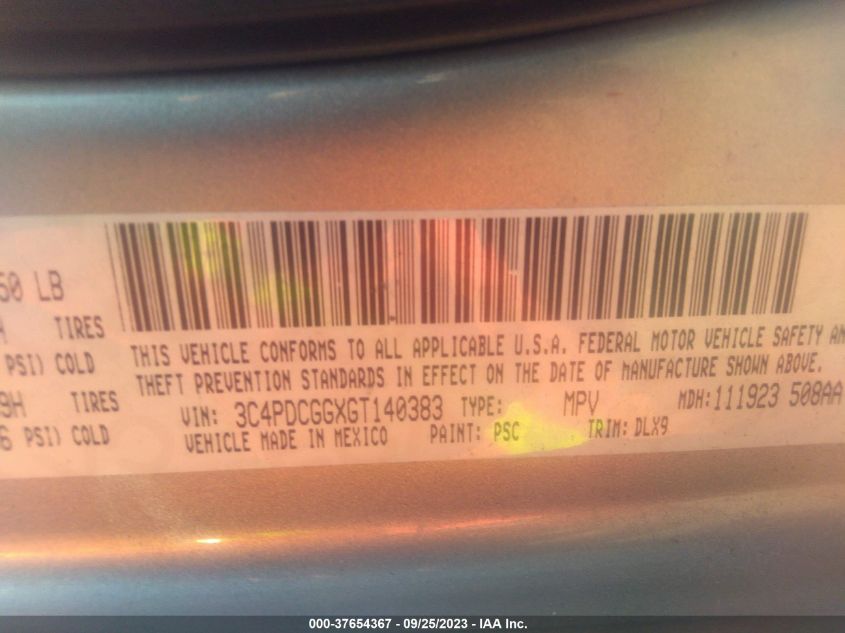 50 LB
TIRES
PSI) COLD
9H TIRES
6 PSI) COLD
THIS VEHICLE CONFORMS TO ALL APPLICABLE U.S.A. FEDERAL MOTOR VEHICLE SAFETY AN
THEFT PREVENTION STANDARDS IN EFFECT ON THE DATE OF MANUFACTURE SHOWN ABOVE.
VIN: 3C4PDCGGXGT140383 TYPE: MPV MDH: 111923 508AA
VEHICLE MADE IN MEXICO PAINT: PSC TRIM: DLX9
000-37654367 - 09/25/2023 - IAA Inc.